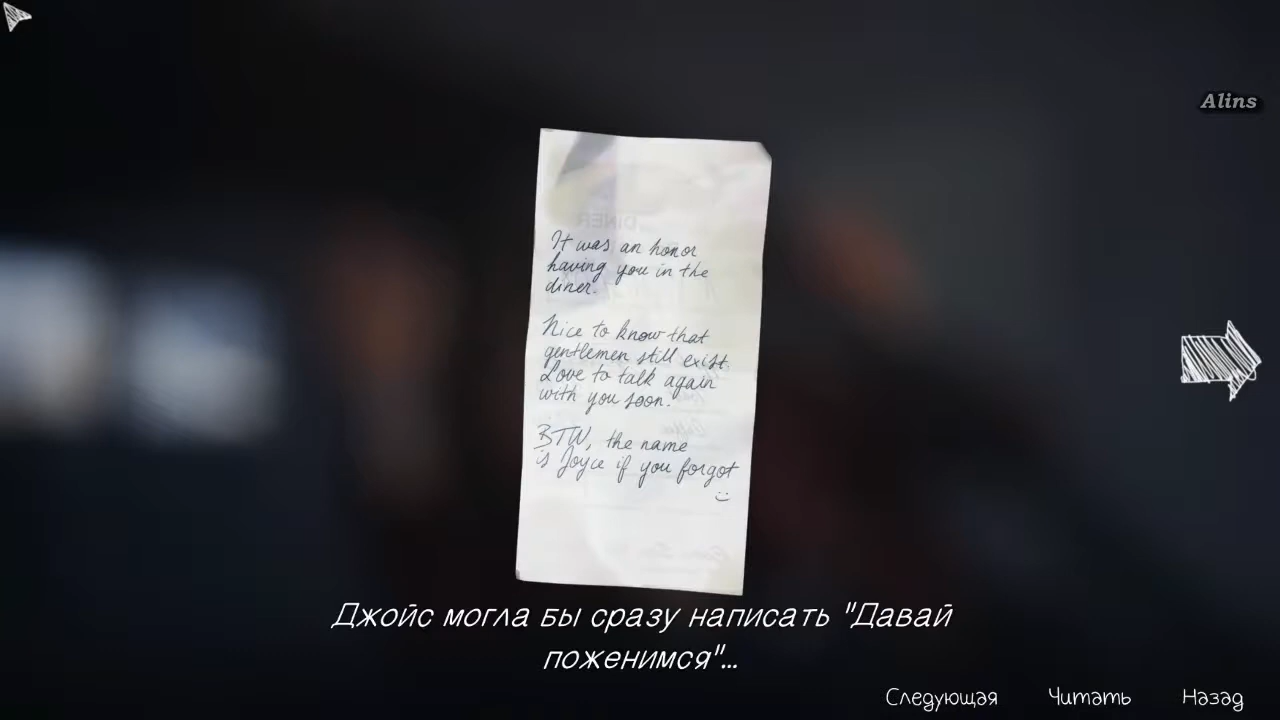 Alins
DINER
It was an honor
having you in the
diner.
Nice to know that
gentlemen still exist.
Love to talk again
with you soon.
BTW, the name
is Joyce if you forgot
:)
Джойс могла бы сразу написать "Давай
поженимся"...
Следующая Читать Назад